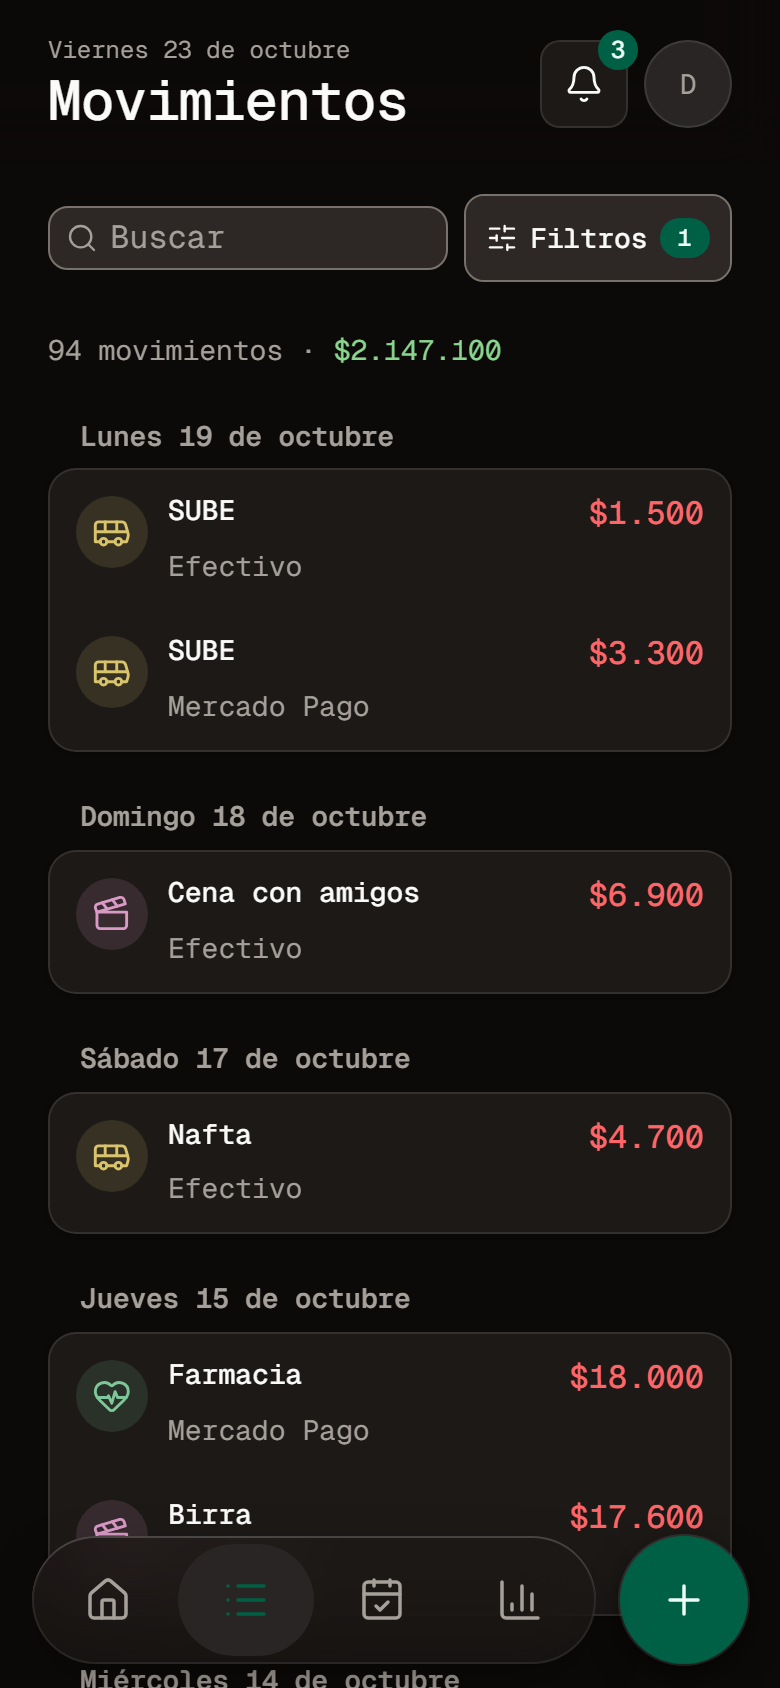 Viernes 23 de octubre
Movimientos
3
D
Buscar
Filtros 1
94 movimientos · $2.147.100
Lunes 19 de octubre
SUBE $1.500
Efectivo
SUBE $3.300
Mercado Pago
Domingo 18 de octubre
Cena con amigos $6.900
Efectivo
Sábado 17 de octubre
Nafta $4.700
Efectivo
Jueves 15 de octubre
Farmacia $18.000
Mercado Pago
Birra $17.600
Miércoles 14 de octubre